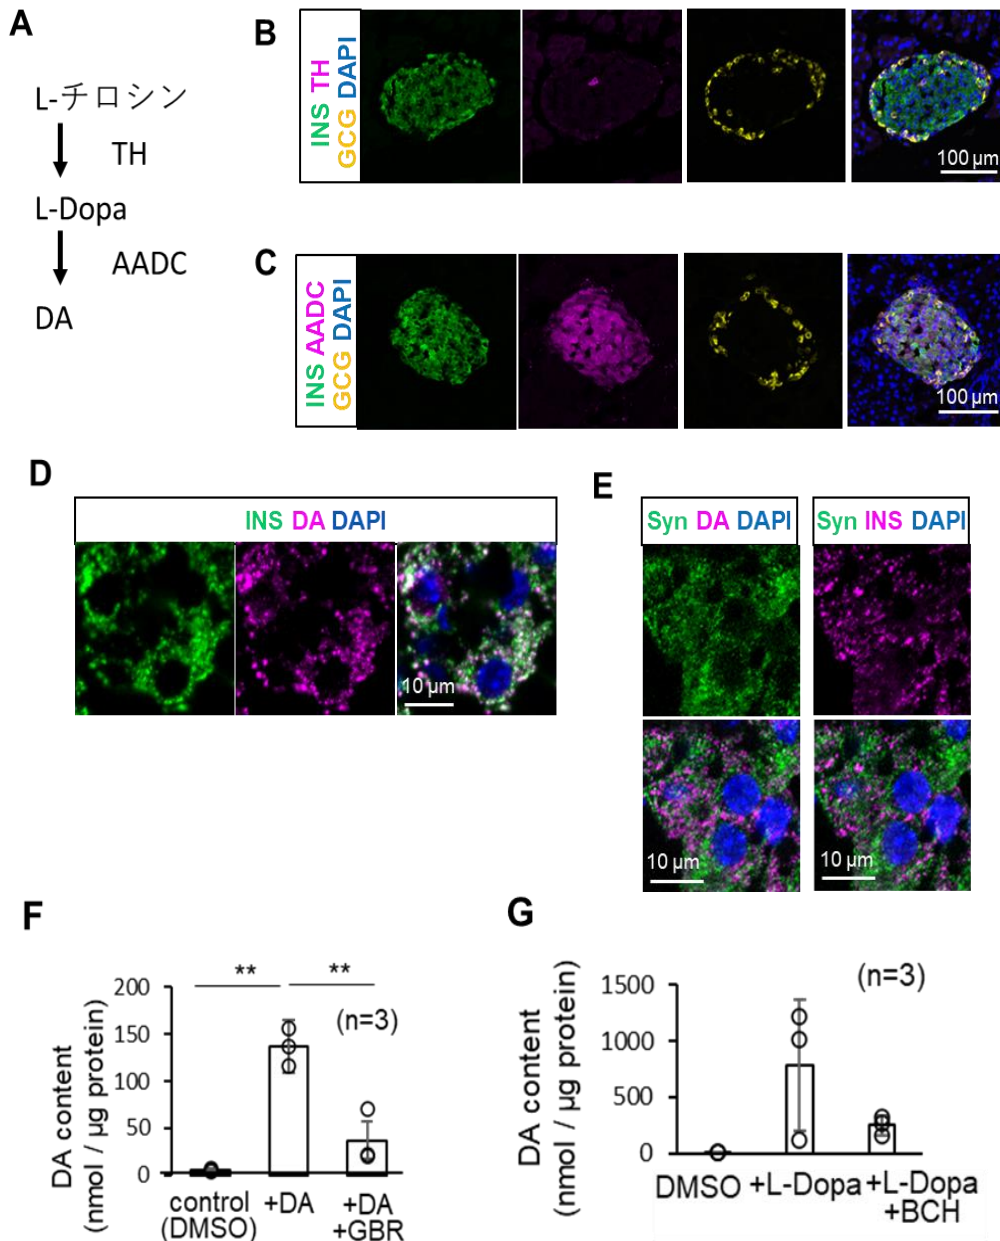 A
L-チロシン
TH
L-Dopa
AADC
DA
B
INS TH
GCG DAPI
100 µm
C
INS AADC
GCG DAPI
100 µm
D
INS DA DAPI
10 µm
E
Syn DA DAPI
Syn INS DAPI
10 µm
10 µm
F
DA content
(nmol / µg protein)
200
150
100
50
0
**
**
(n=3)
control
(DMSO)
+DA
+DA
+GBR
G
DA content
(nmol / µg protein)
1500
1000
500
0
(n=3)
DMSO
+L-Dopa
+L-Dopa
+BCH